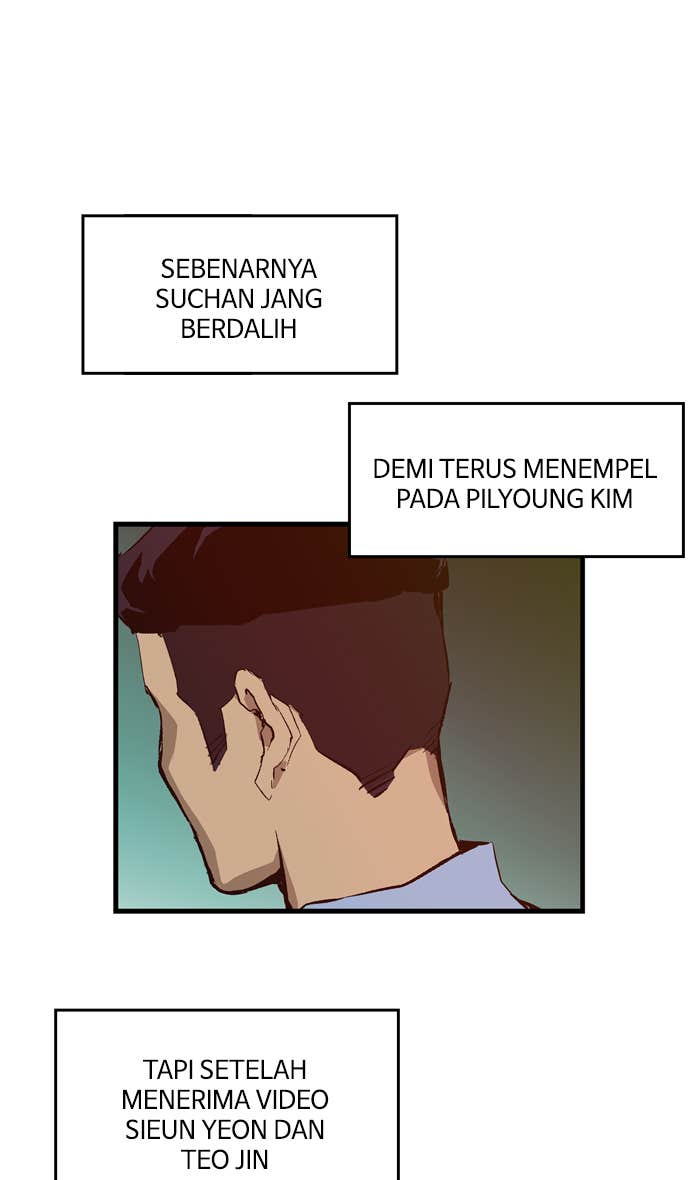 SEBENARNYA
SUCHAN JANG
BERDALIH
DEMI TERUS MENEMPEL
PADA PILYOUNG KIM
TAPI SETELAH
MENERIMA VIDEO
SIEUN YEON DAN
TEO JIN